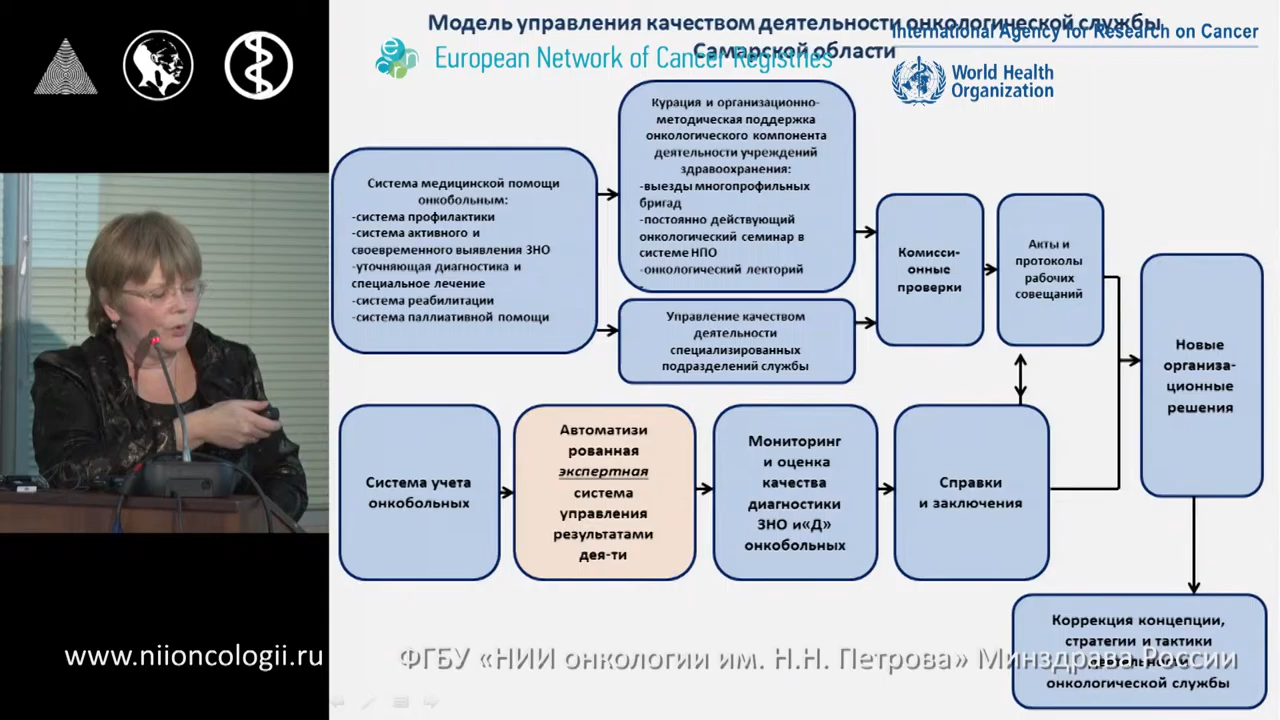 Модель управления качеством деятельности онкологической службы
Самарской области
European Network of Cancer Registries
International Agency for Research on Cancer
World Health
Organization
Система медицинской помощи
онкобольным:
-система профилактики
-система активного и
своевременного выявления ЗНО
-уточняющая диагностика и
специальное лечение
-система реабилитации
-система паллиативной помощи
Курация и организационно-
методическая поддержка
онкологического компонента
деятельности учреждений
здравоохранения:
-выезды многопрофильных
бригад
-постоянно действующий
онкологический семинар в
системе НПО
-онкологический лекторий
-
Управление качеством
деятельности
специализированных
подразделений службы
Комисси-
онные
проверки
Акты и
протоколы
рабочих
совещаний
Новые
организа-
ционные
решения
Система учета
онкобольных
Автоматизи
рованная
экспертная
система
управления
результатами
дея-ти
Мониторинг
и оценка
качества
диагностики
ЗНО и«Д»
онкобольных
Справки
и заключения
Коррекция концепции,
стратегии и тактики
деятельности
онкологической службы
www.niioncologii.ru
ФГБУ «НИИ онкологии им. Н.Н. Петрова» Минздрава России